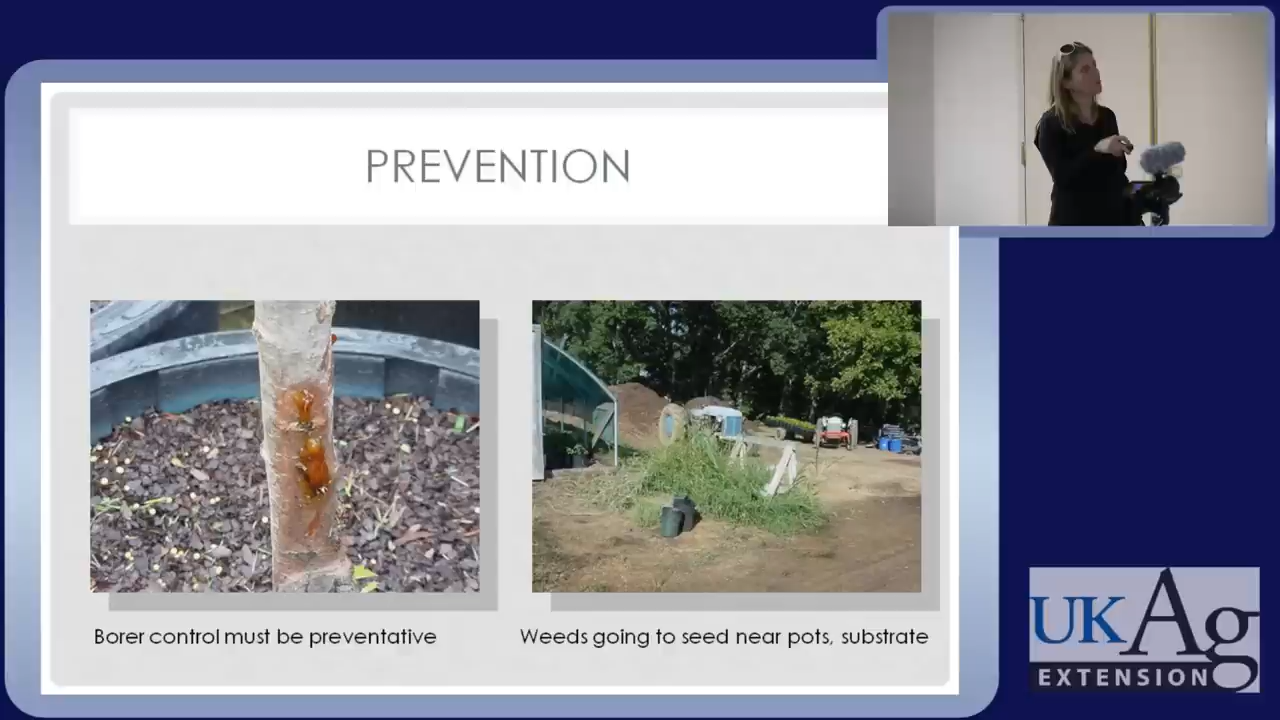 PREVENTION
Borer control must be preventative
Weeds going to seed near pots, substrate
UKAg
EXTENSION